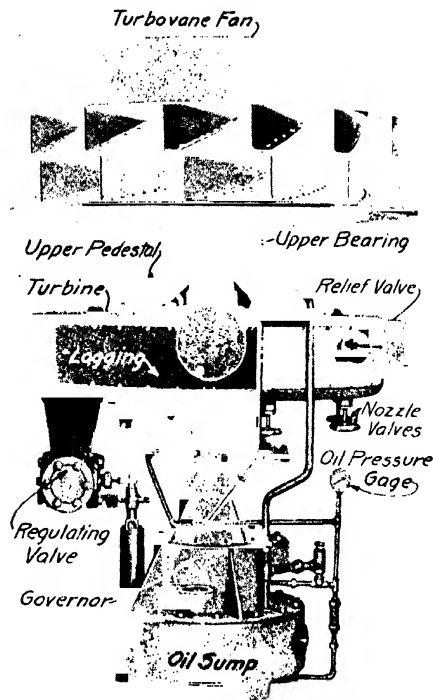 Turbovane Fan
Upper Pedestal
Upper Bearing
Turbine
Relief Valve
Lagging
Nozzle
Valves
Oil Pressure
Gage
Regulating
Valve
Governor
Oil Sump